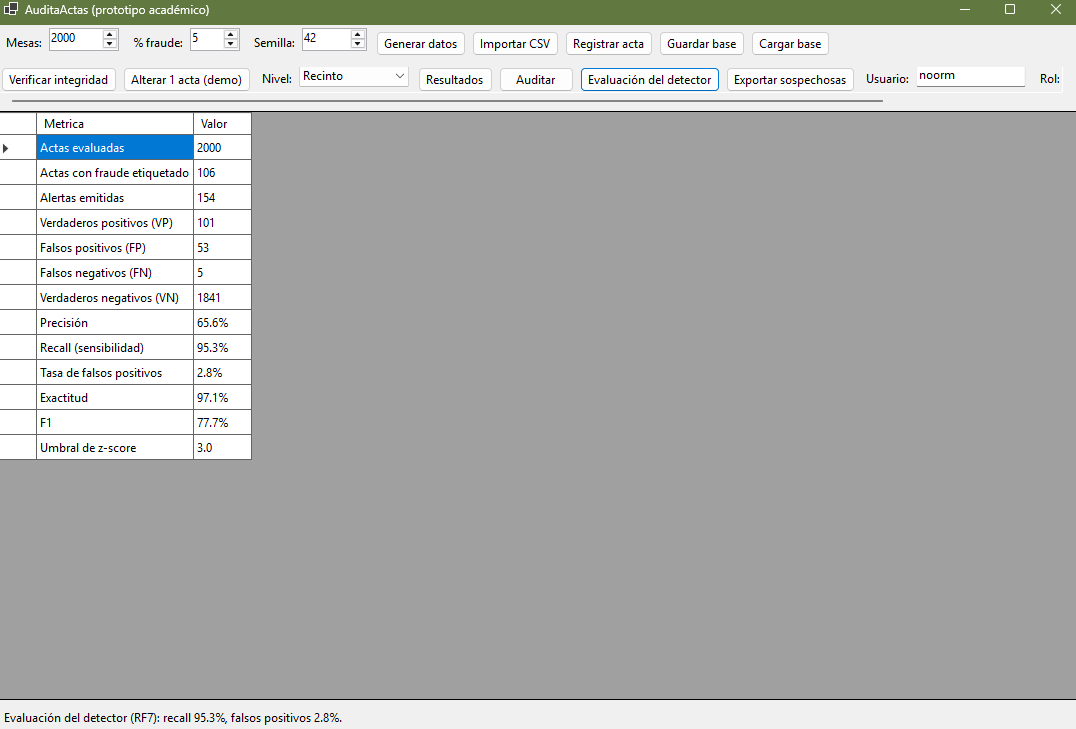 AuditaActas (prototipo académico)
Mesas: 2000 % fraude: 5 Semilla: 42 Generar datos Importar CSV Registrar acta Guardar base Cargar base
Verificar integridad Alterar 1 acta (demo) Nivel: Recinto Resultados Auditar Evaluación del detector Exportar sospechosas Usuario: noorm Rol:
Metrica Valor
Actas evaluadas 2000
Actas con fraude etiquetado 106
Alertas emitidas 154
Verdaderos positivos (VP) 101
Falsos positivos (FP) 53
Falsos negativos (FN) 5
Verdaderos negativos (VN) 1841
Precisión 65.6%
Recall (sensibilidad) 95.3%
Tasa de falsos positivos 2.8%
Exactitud 97.1%
F1 77.7%
Umbral de z-score 3.0
Evaluación del detector (RF7): recall 95.3%, falsos positivos 2.8%.